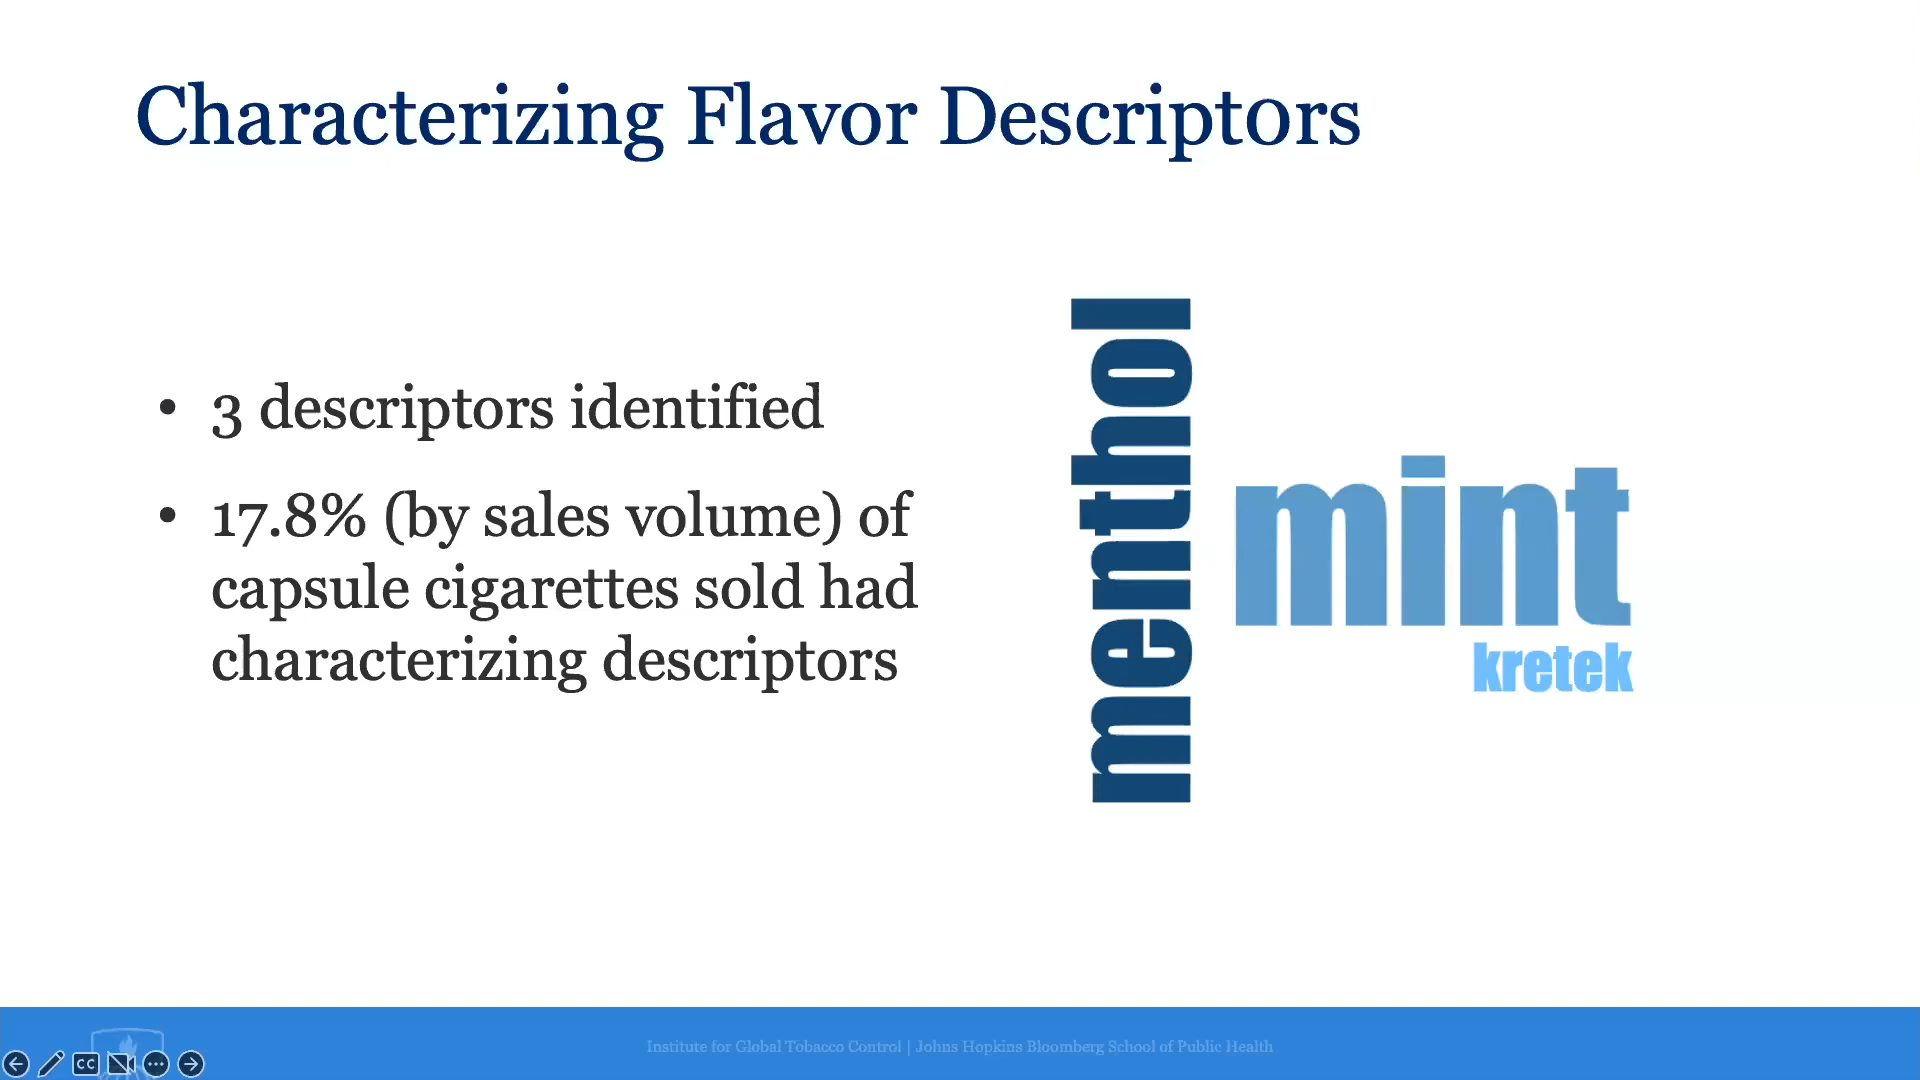 Characterizing Flavor Descriptors
• 3 descriptors identified
• 17.8% (by sales volume) of
capsule cigarettes sold had
characterizing descriptors
menthol
mint
kretek
Institute for Global Tobacco Control | Johns Hopkins Bloomberg School of Public Health
CC